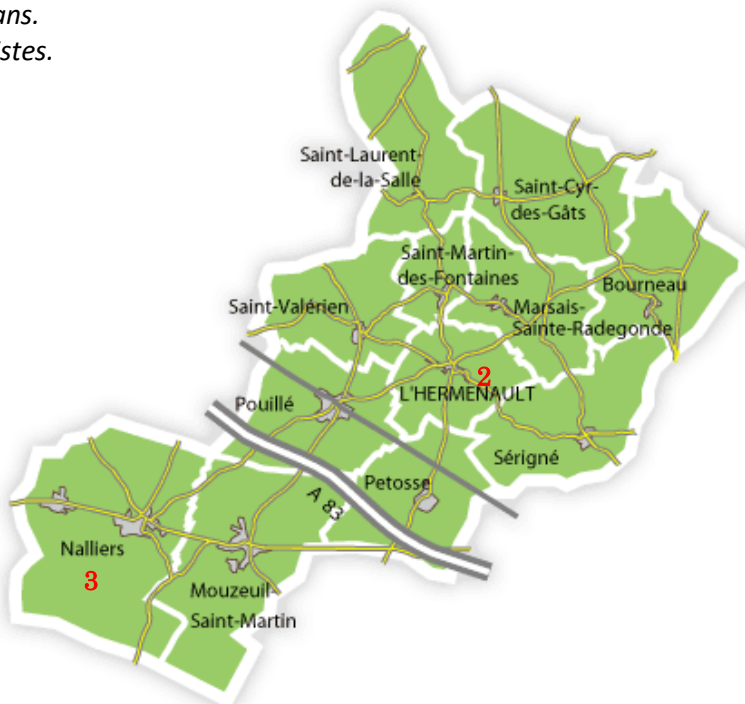 ans.
stes.
Saint-Laurent-
de-la-Salle
Saint-Cyr-
des-Gâts
Saint-Martin-
des-Fontaines
Bourneau
Saint-Valérien
Marsais-
Sainte-Radegonde
2
L'HERMENAULT
Pouillé
Sérigné
Petosse
A 83
Nalliers
3
Mouzeuil
Saint-Martin